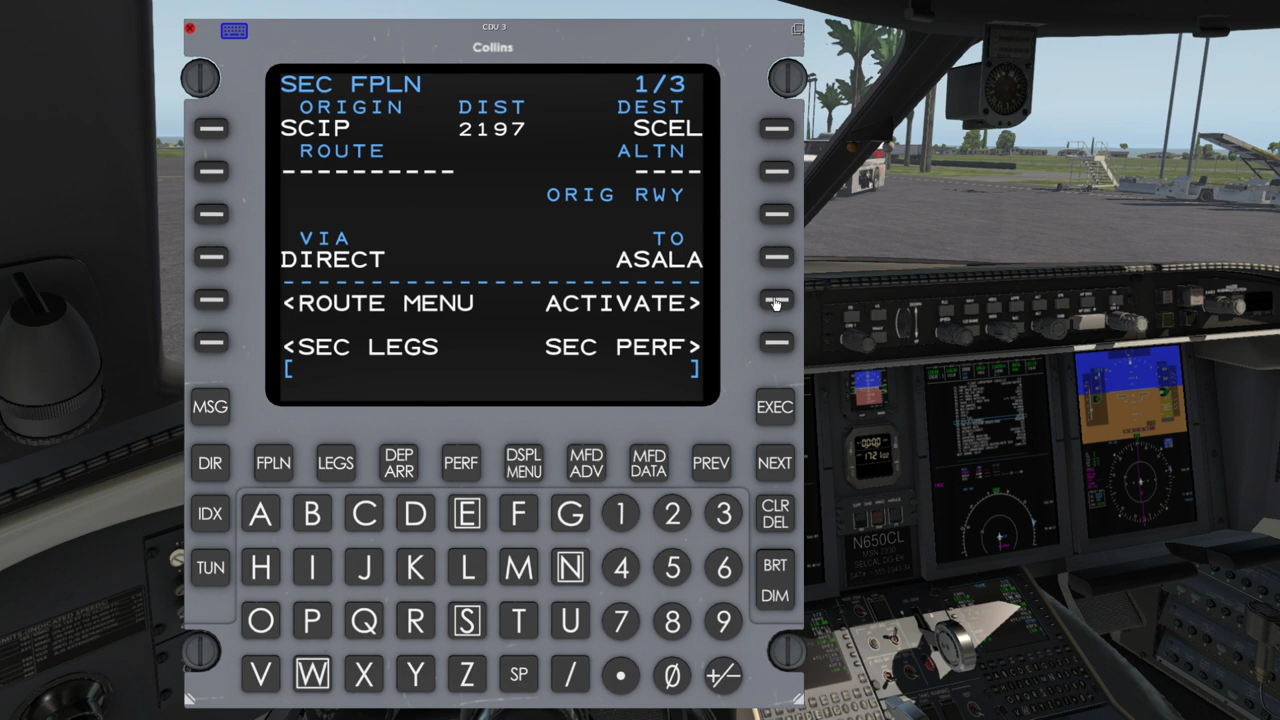 CDU 3
Collins
SEC FPLN 1/3
ORIGIN DIST DEST
SCIP 2197 SCEL
ROUTE ALTN
---------- ----
ORIG RWY
VIA TO
DIRECT ASALA
------------------------
<ROUTE MENU ACTIVATE>
<SEC LEGS SEC PERF>
[ ]
MSG EXEC
DIR FPLN LEGS DEP ARR PERF DSPL MENU MFD ADV MFD DATA PREV NEXT
IDX A B C D E F G 1 2 3 CLR DEL
TUN H I J K L M N 4 5 6 BRT DIM
O P Q R S T U 7 8 9
V W X Y Z SP / • Ø +/-
N650CL